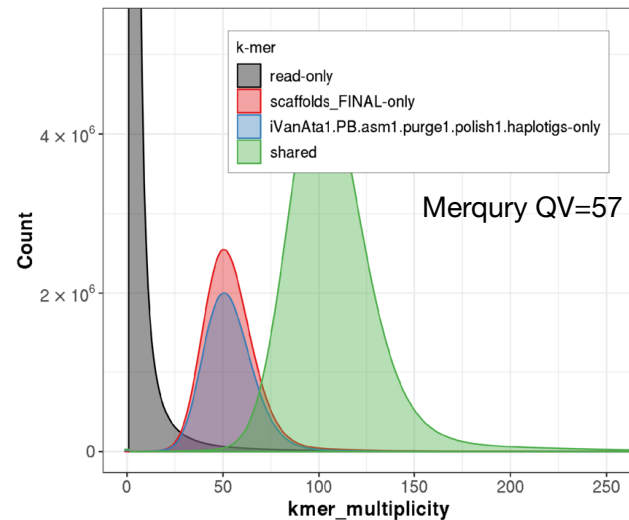 k-mer
read-only
scaffolds_FINAL-only
iVanAta1.PB.asm1.purge1.polish1.haplotigs-only
shared
Merqury QV=57
Count
4 × 10⁶
2 × 10⁶
0
0 50 100 150 200 250
kmer_multiplicity